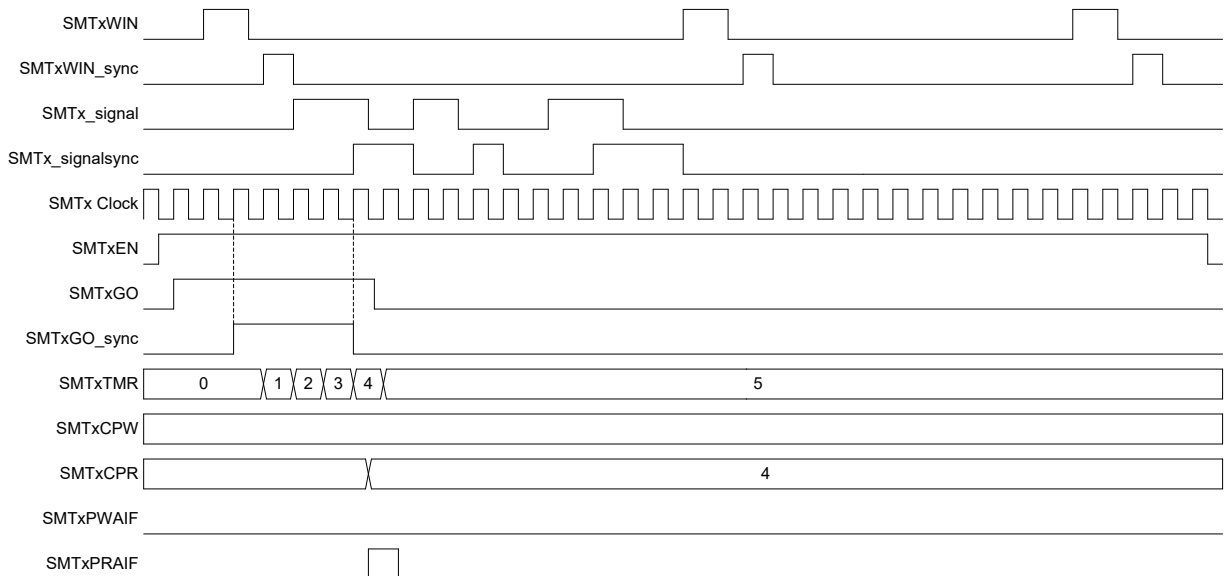 SMTxWIN
SMTxWIN_sync
SMTx_signal
SMTx_signalsync
SMTx Clock
SMTxEN
SMTxGO
SMTxGO_sync
SMTxTMR 0 1 2 3 4 5
SMTxCPW
SMTxCPR 4
SMTxPWAIF
SMTxPRAIF